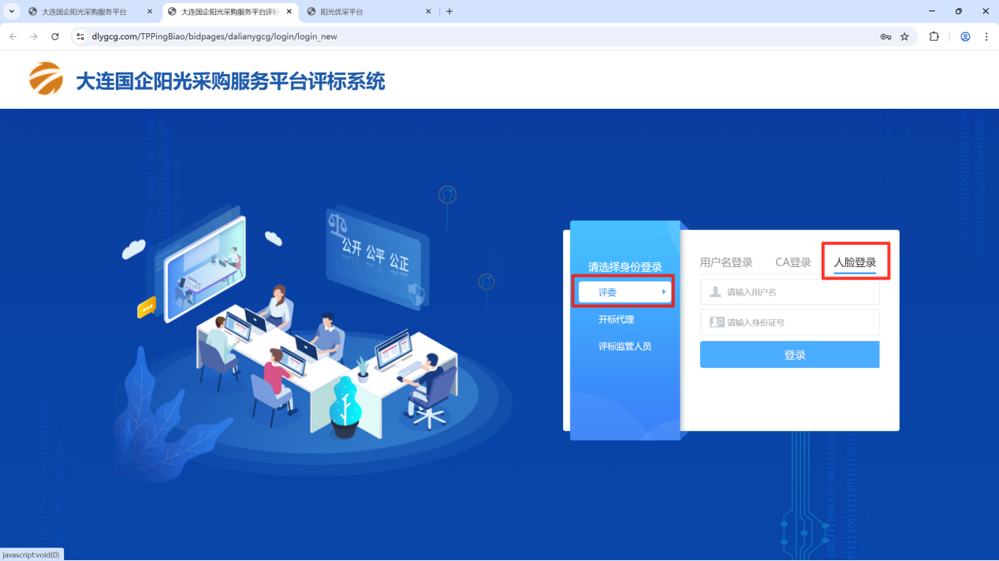 大连国企阳光采购服务平台
大连国企阳光采购服务平台评标
阳光优采平台
dlygcg.com/TPPingBiao/bidpages/dalianygcg/login/login_new
大连国企阳光采购服务平台评标系统
公开 公平 公正
请选择身份登录
评委
开标代理
评标监管人员
用户名登录
CA登录
人脸登录
请输入用户名
请输入身份证号
登录
javascript:void(0)